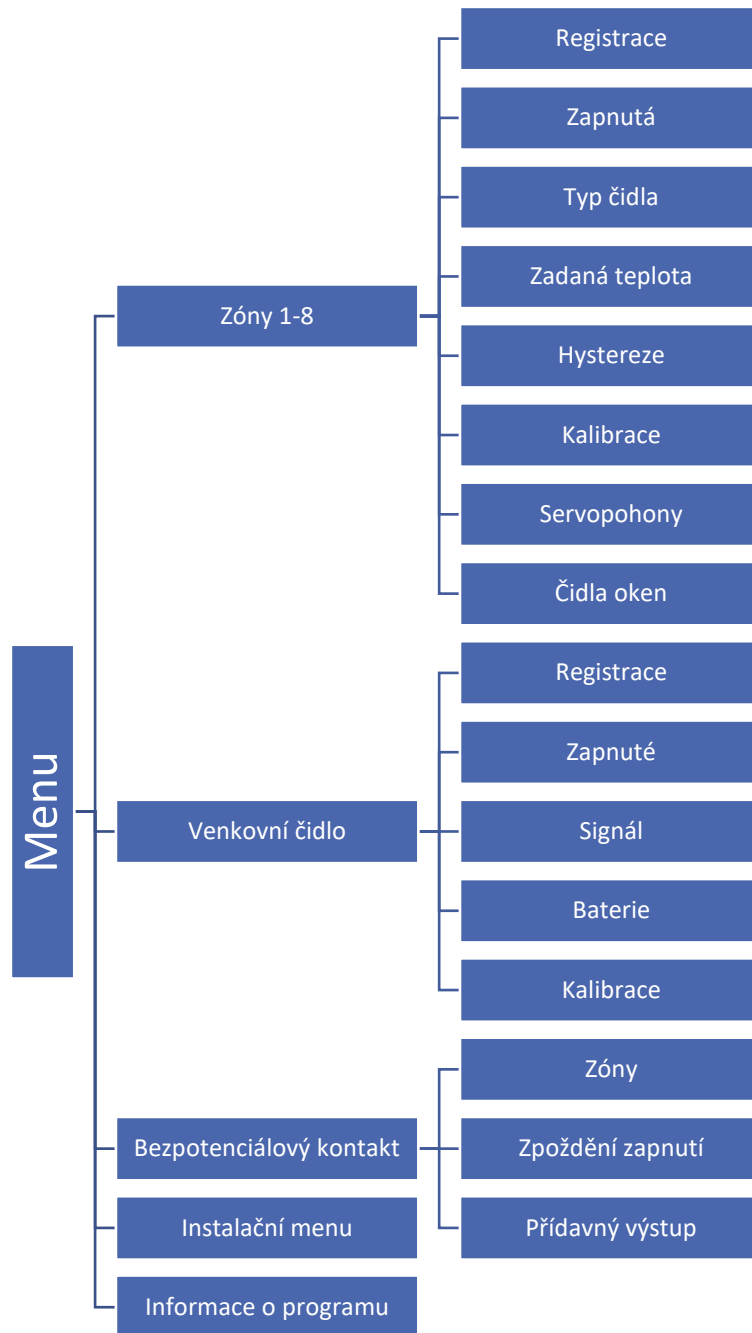 Menu
Zóny 1-8
Registrace
Zapnutá
Typ čidla
Zadaná teplota
Hystereze
Kalibrace
Servopohony
Čidla oken
Venkovní čidlo
Registrace
Zapnuté
Signál
Baterie
Kalibrace
Bezpotenciálový kontakt
Zóny
Zpoždění zapnutí
Přídavný výstup
Instalační menu
Informace o programu